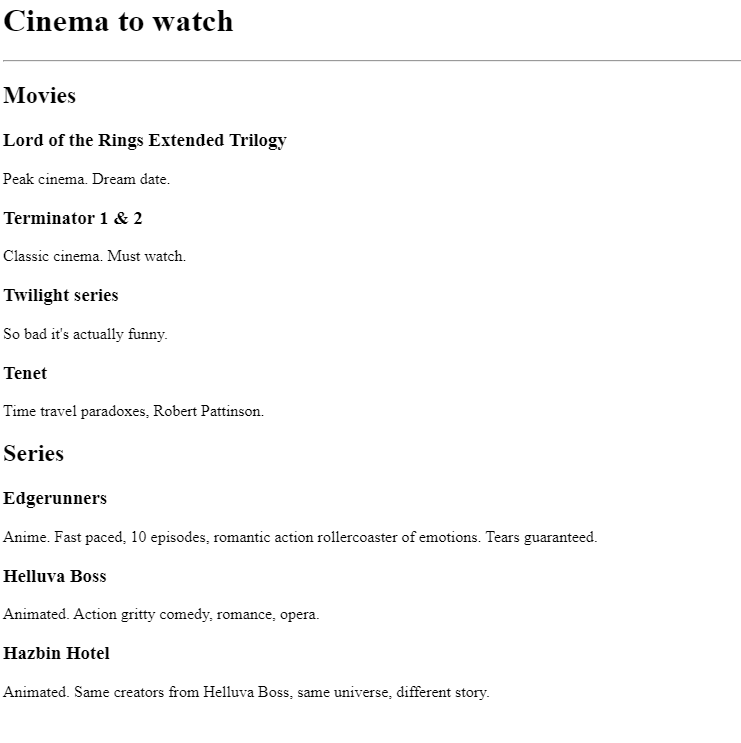 Cinema to watch
Movies
Lord of the Rings Extended Trilogy
Peak cinema. Dream date.
Terminator 1 & 2
Classic cinema. Must watch.
Twilight series
So bad it's actually funny.
Tenet
Time travel paradoxes, Robert Pattinson.
Series
Edgerunners
Anime. Fast paced, 10 episodes, romantic action rollercoaster of emotions. Tears guaranteed.
Helluva Boss
Animated. Action gritty comedy, romance, opera.
Hazbin Hotel
Animated. Same creators from Helluva Boss, same universe, different story.